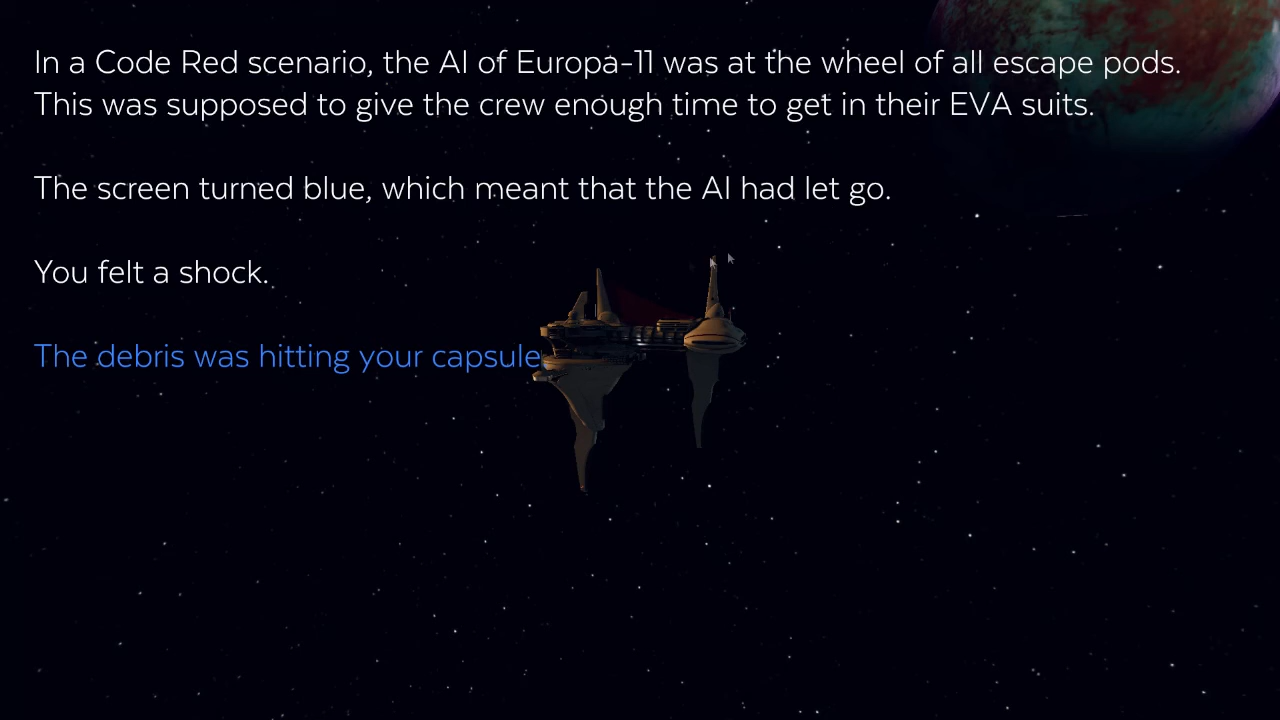 In a Code Red scenario, the AI of Europa-11 was at the wheel of all escape pods.
This was supposed to give the crew enough time to get in their EVA suits.
The screen turned blue, which meant that the AI had let go.
You felt a shock.
The debris was hitting your capsule